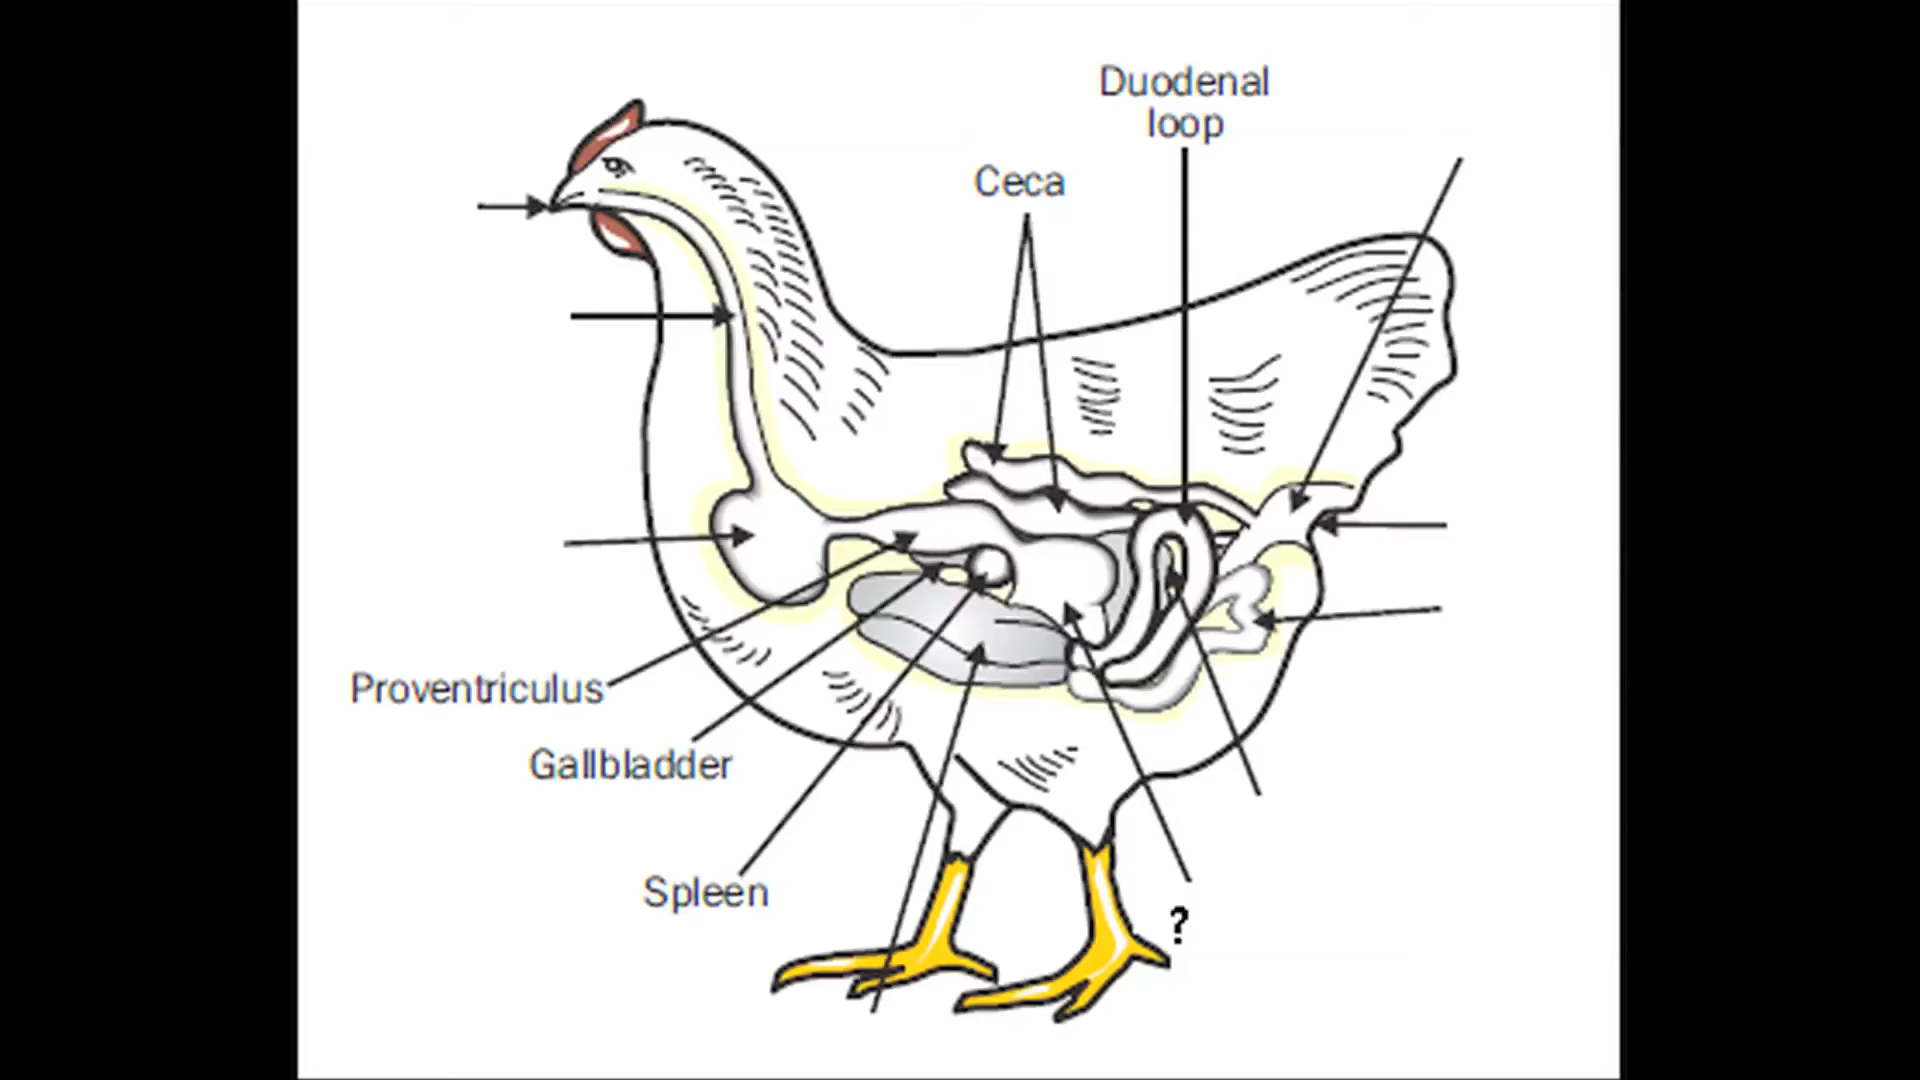 Duodenal
loop
Ceca
Proventriculus
Gallbladder
Spleen
?